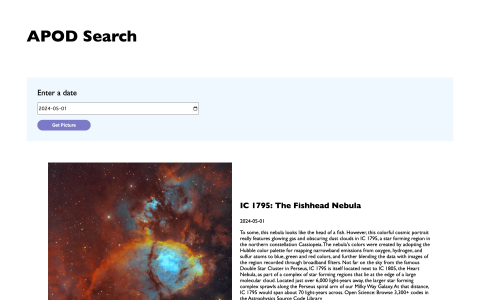 APOD Search
Enter a date
2024-05-01
Get Picture
IC 1795: The Fishhead Nebula
2024-05-01
To some, this nebula looks like the head of a fish. However, this colorful cosmic portrait
really features glowing gas and obscuring dust clouds in IC 1795, a star forming region in
the northern constellation Cassiopeia. The nebula's colors were created by adopting the
Hubble color palette for mapping narrowband emissions from oxygen, hydrogen, and
sulfur atoms to blue, green and red colors, and further blending the data with images of
the region recorded through broadband filters. Not far on the sky from the famous
Double Star Cluster in Perseus, IC 1795 is itself located next to IC 1805, the Heart
Nebula, as part of a complex of star forming regions that lie at the edge of a large
molecular cloud. Located just over 6,000 light-years away, the larger star forming
complex sprawls along the Perseus spiral arm of our Milky Way Galaxy. At that distance,
IC 1795 would span about 70 light-years across. Open Science: Browse 3,300+ codes in
the Astrophysics Source Code Library